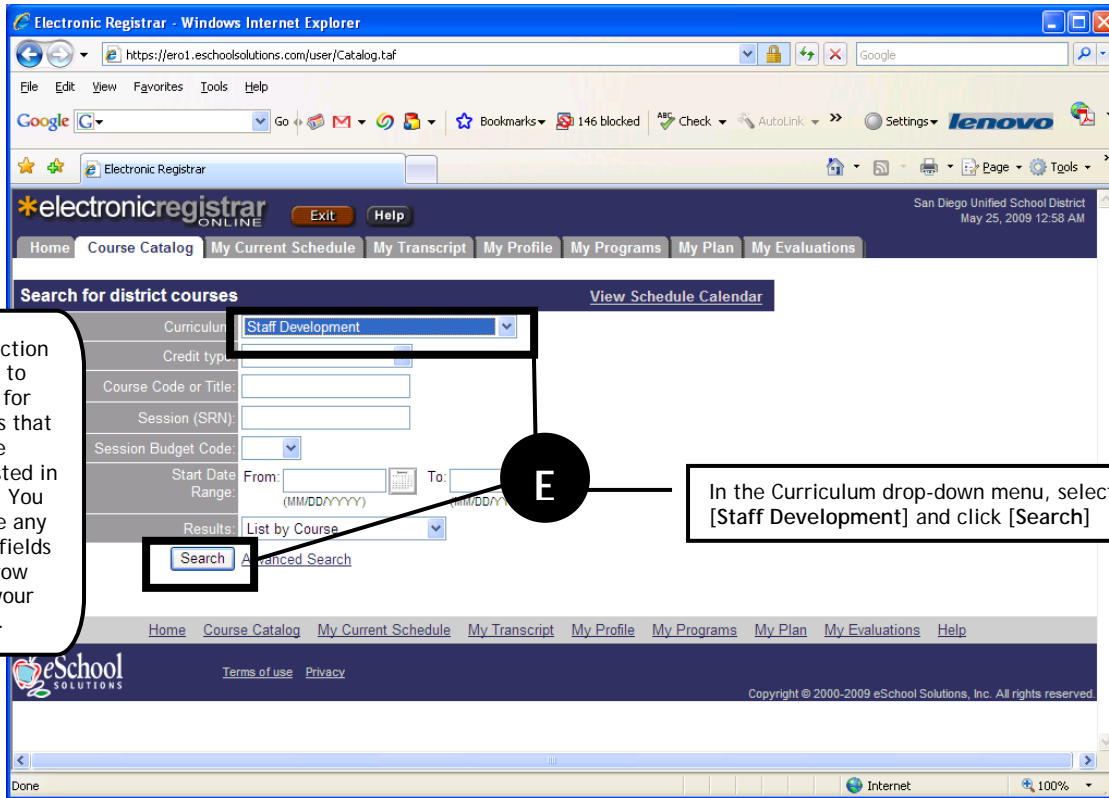 Electronic Registrar - Windows Internet Explorer
https://ero1.eschoolsolutions.com/user/Catalog.taf
Google
File Edit View Favorites Tools Help
Google G Go 146 blocked Bookmarks ABC Check AutoLink » Settings lenovo
Electronic Registrar
Page Tools »
*electronicregistrar
ONLINE
Exit Help
San Diego Unified School District
May 25, 2009 12:58 AM
Home Course Catalog My Current Schedule My Transcript My Profile My Programs My Plan My Evaluations
Search for district courses View Schedule Calendar
Curriculum: Staff Development
Credit type:
Course Code or Title:
Session (SRN):
Session Budget Code:
Start Date Range: From: To:
(MM/DD/YYYY)
Results: List by Course
Search Advanced Search
ction
to
for
s that
e
sted in
You
e any
fields
ow
your
.
E
In the Curriculum drop-down menu, select
[Staff Development] and click [Search]
Home Course Catalog My Current Schedule My Transcript My Profile My Programs My Plan My Evaluations Help
eSchool
SOLUTIONS
Terms of use Privacy
Copyright © 2000-2009 eSchool Solutions, Inc. All rights reserved.
Done Internet 100%